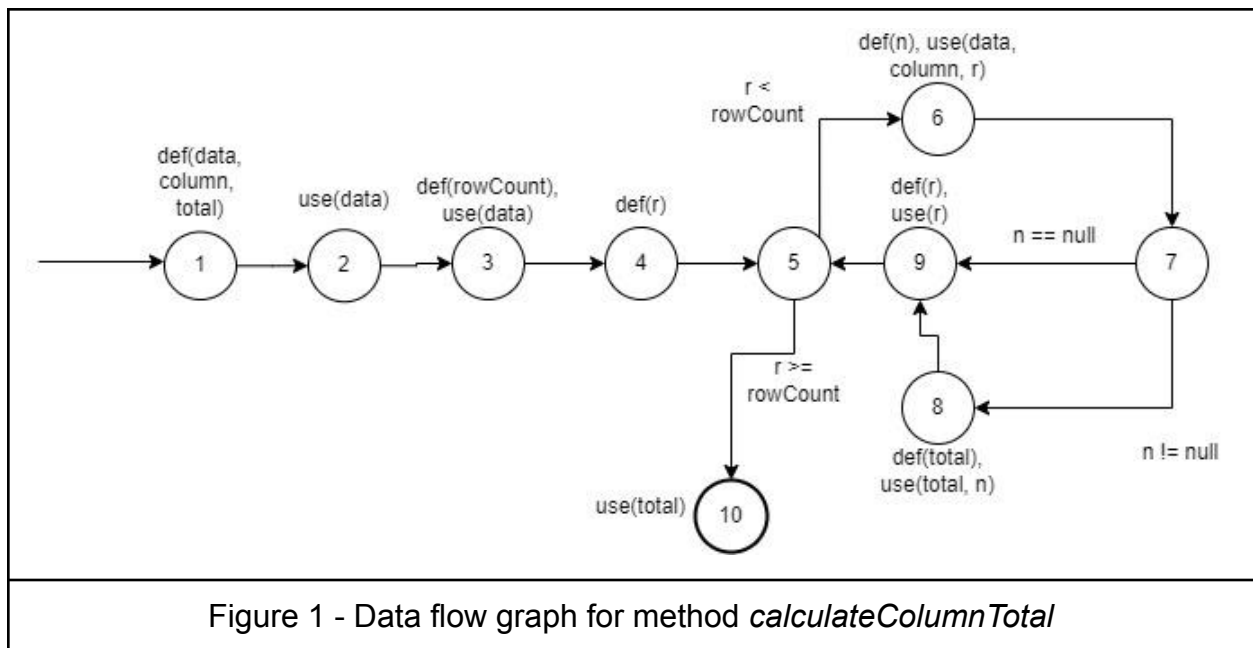 def(n), use(data,
column, r)
r <
rowCount
6
def(data,
column,
total)
use(data)
def(rowCount),
use(data)
def(r)
def(r),
use(r)
n == null
1
2
3
4
5
9
7
r >=
rowCount
8
n != null
def(total),
use(total, n)
use(total)
10
Figure 1 - Data flow graph for method calculateColumnTotal